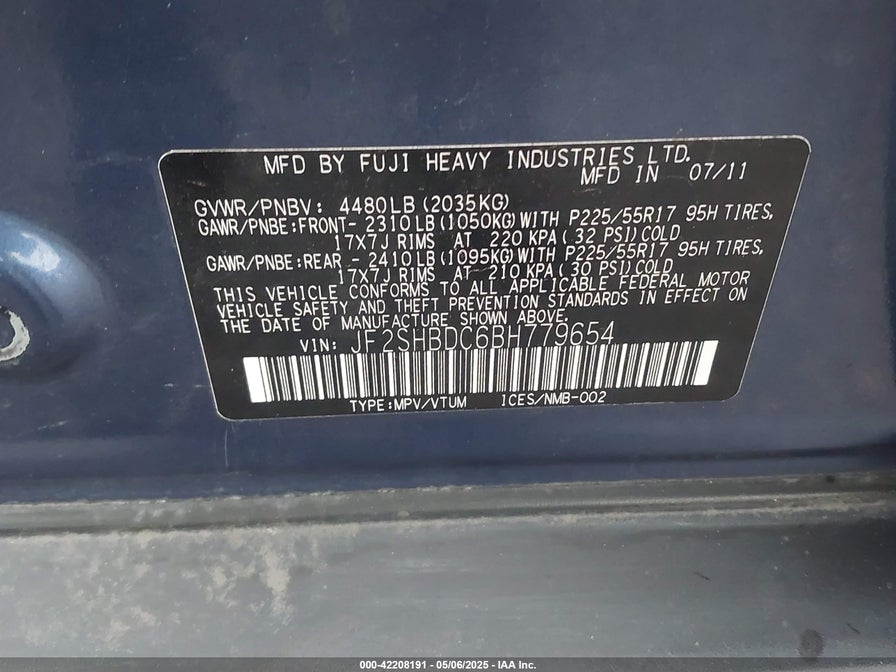 MFD BY FUJI HEAVY INDUSTRIES LTD.
MFD IN 07/11
GVWR/PNBV: 4480LB(2035KG)
GAWR/PNBE:FRONT- 2310LB(1050KG)WITH P225/55R17 95H TIRES,
17X7J RIMS AT 220 KPA( 32 PSI)COLD
GAWR/PNBE:REAR - 2410LB(1095KG)WITH P225/55R17 95H TIRES,
17X7J RIMS AT 210 KPA( 30 PSI)COLD
THIS VEHICLE CONFORMS TO ALL APPLICABLE FEDERAL MOTOR
VEHICLE SAFETY AND THEFT PREVENTION STANDARDS IN EFFECT ON
THE DATE OF MANUFACTURE SHOWN ABOVE.
VIN: JF2SHBDC6BH779654
TYPE:MPV/VTUM ICES/NMB-002
000-42208191 - 05/06/2025 - IAA Inc.